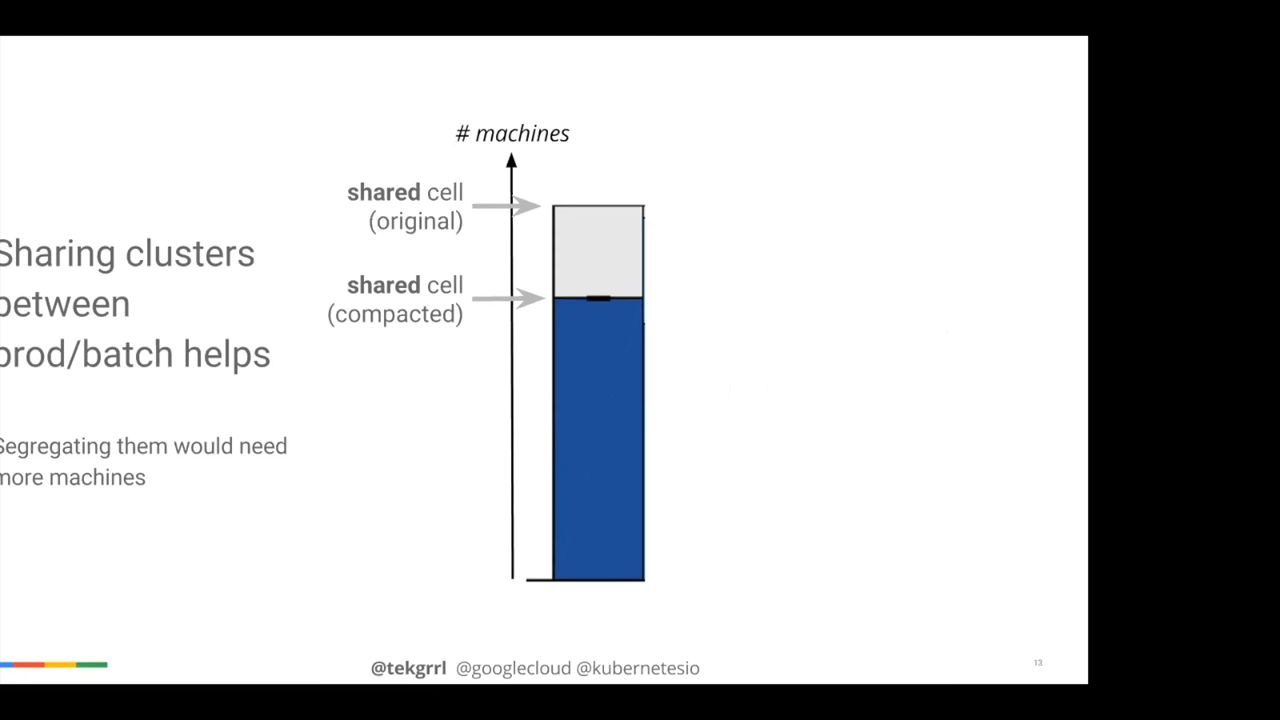 # machines
shared cell
(original)
Sharing clusters
between
prod/batch helps
shared cell
(compacted)
Segregating them would need
more machines
@tekgrrl @googlecloud @kubernetesio
13